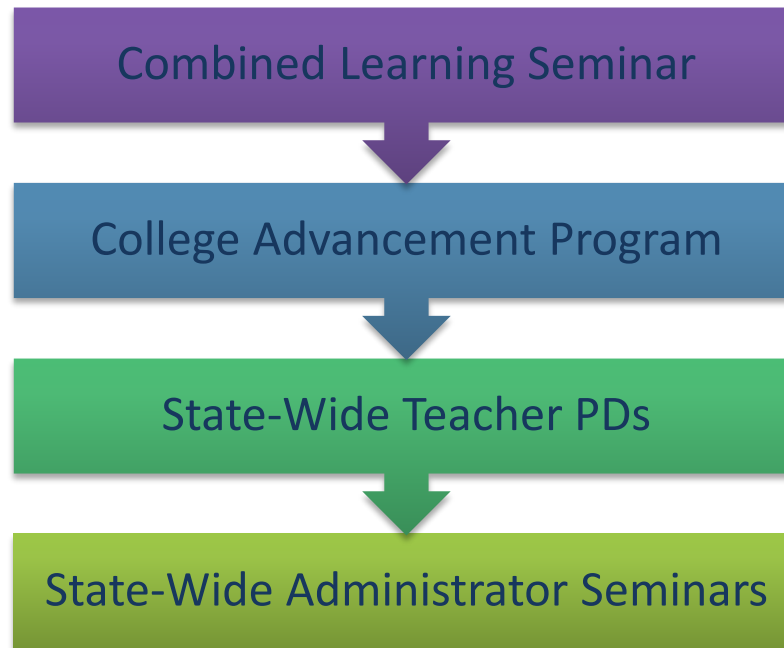 Combined Learning Seminar
College Advancement Program
State-Wide Teacher PDs
State-Wide Administrator Seminars